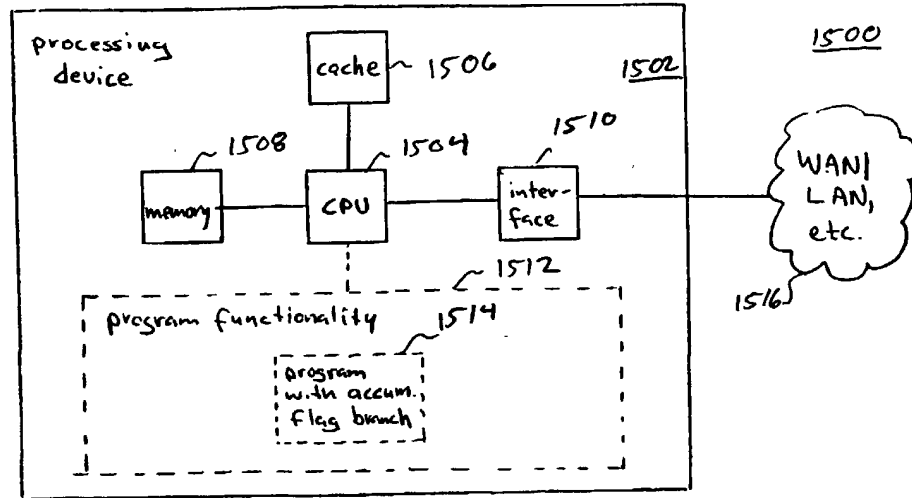 processing
device
cache
1506
1502
1500
1508
1504
1510
memory
CPU
inter-
face
WAN/
LAN,
etc.
1516
1512
program functionality
1514
program
with accum.
flag branch